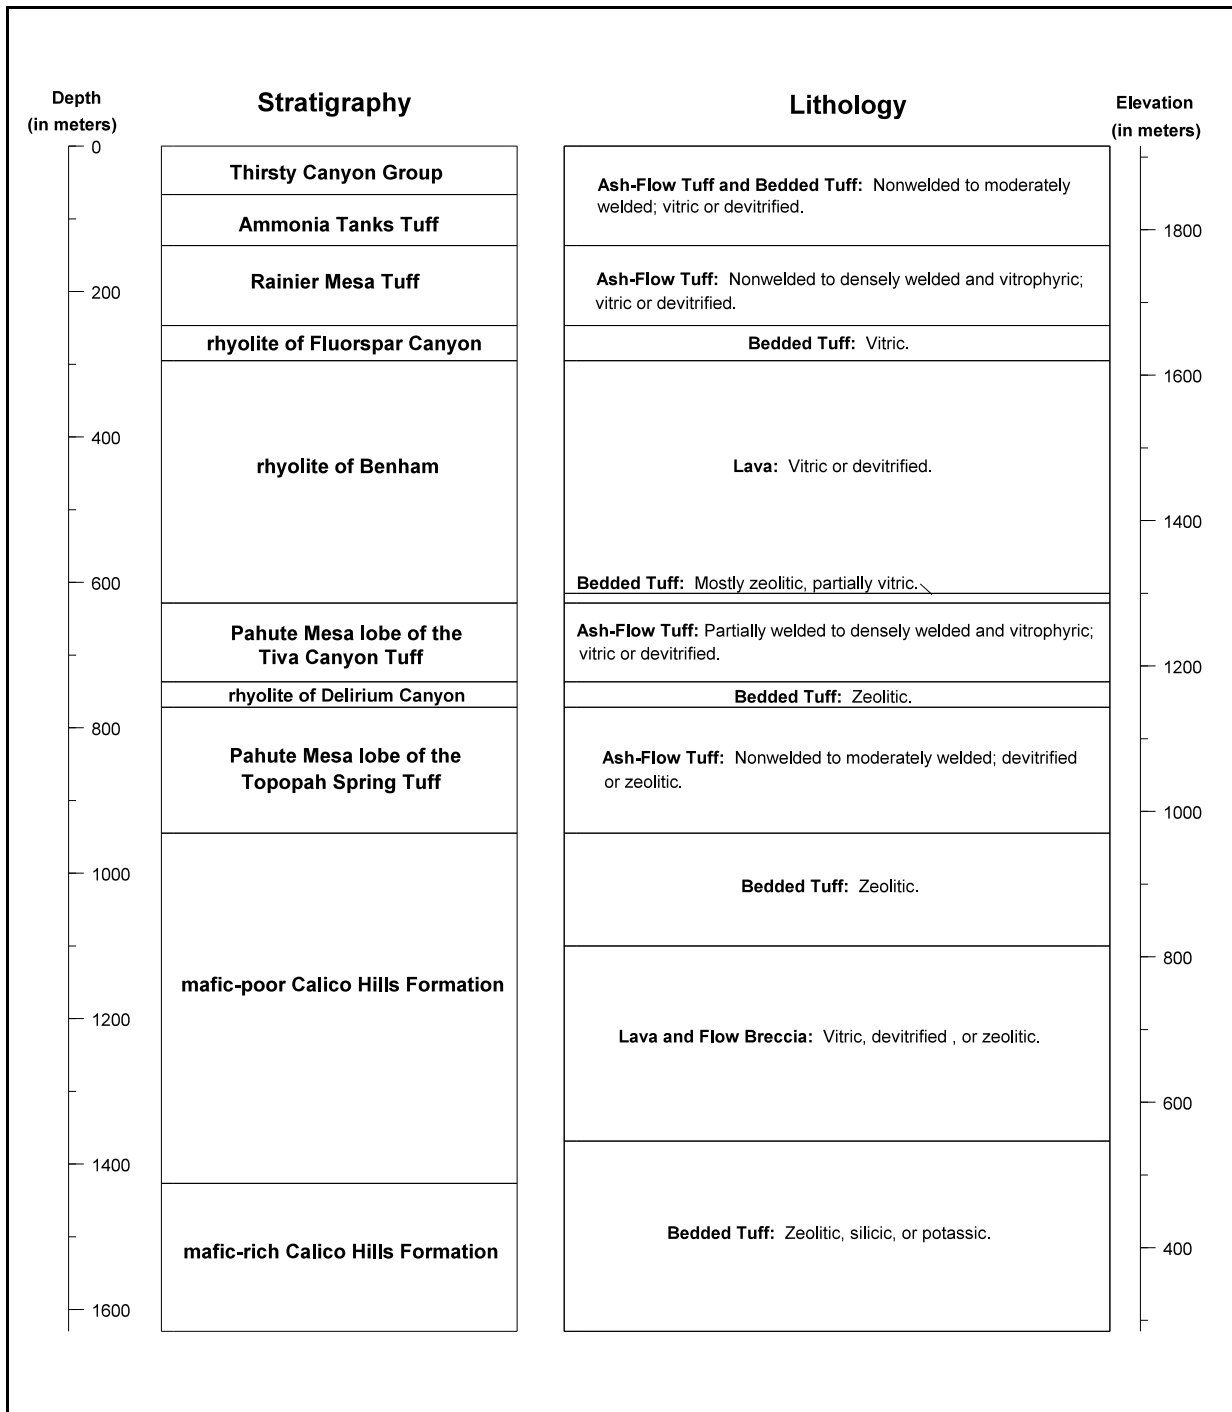 Depth
(in meters)
Stratigraphy
Lithology
Elevation
(in meters)
0
200
400
600
800
1000
1200
1400
1600
Thirsty Canyon Group
Ammonia Tanks Tuff
Rainier Mesa Tuff
rhyolite of Fluorspar Canyon
rhyolite of Benham
Pahute Mesa lobe of the
Tiva Canyon Tuff
rhyolite of Delirium Canyon
Pahute Mesa lobe of the
Topopah Spring Tuff
mafic-poor Calico Hills Formation
mafic-rich Calico Hills Formation
Ash-Flow Tuff and Bedded Tuff: Nonwelded to moderately
welded; vitric or devitrified.
Ash-Flow Tuff: Nonwelded to densely welded and vitrophyric;
vitric or devitrified.
Bedded Tuff: Vitric.
Lava: Vitric or devitrified.
Bedded Tuff: Mostly zeolitic, partially vitric.
Ash-Flow Tuff: Partially welded to densely welded and vitrophyric;
vitric or devitrified.
Bedded Tuff: Zeolitic.
Ash-Flow Tuff: Nonwelded to moderately welded; devitrified
or zeolitic.
Bedded Tuff: Zeolitic.
Lava and Flow Breccia: Vitric, devitrified , or zeolitic.
Bedded Tuff: Zeolitic, silicic, or potassic.
1800
1600
1400
1200
1000
800
600
400